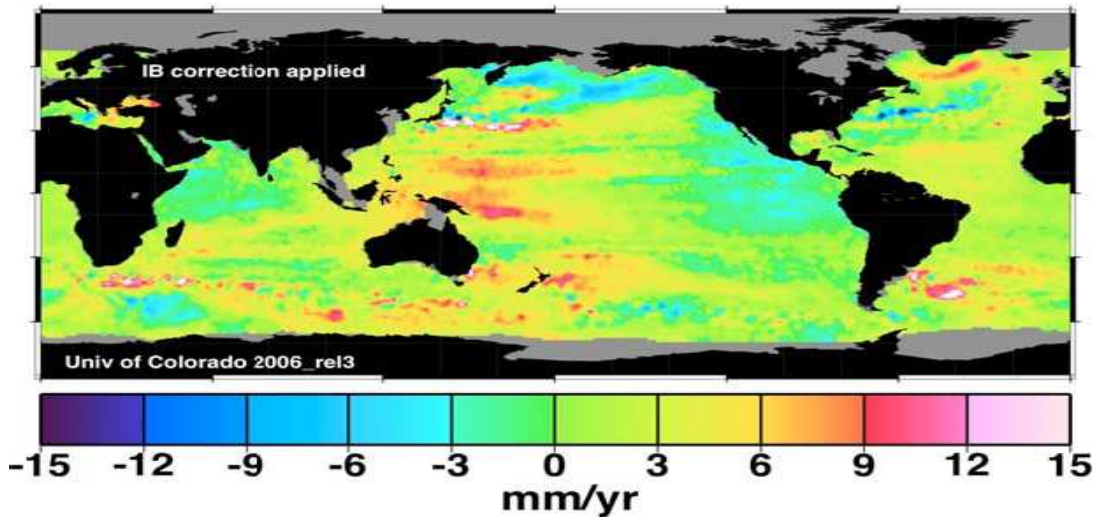 IB correction applied
Univ of Colorado 2006_rel3
-15 -12 -9 -6 -3 0 3 6 9 12 15
mm/yr